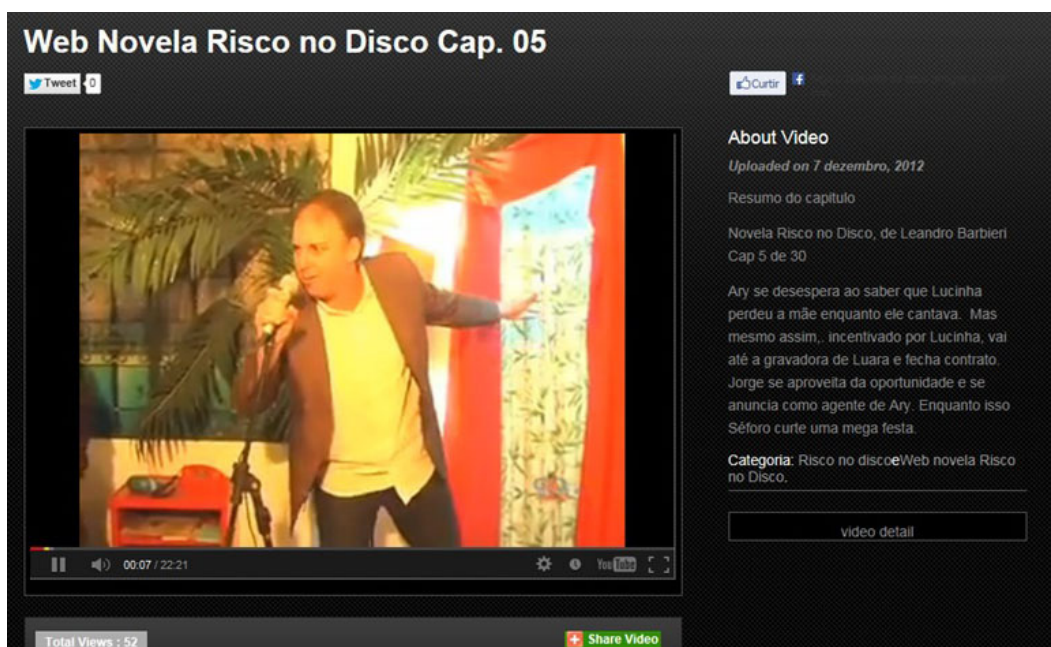 Web Novela Risco no Disco Cap. 05
Tweet 0
Curtir
About Video
Uploaded on 7 dezembro, 2012
Resumo do capitulo
Novela Risco no Disco, de Leandro Barbieri
Cap 5 de 30
Ary se desespera ao saber que Lucinha
perdeu a mãe enquanto ele cantava. Mas
mesmo assim,. incentivado por Lucinha, vai
até a gravadora de Luara e fecha contrato.
Jorge se aproveita da oportunidade e se
anuncia como agente de Ary. Enquanto isso
Séforo curte uma mega festa.
Categoria: Risco no discoeWeb novela Risco
no Disco.
video detail
00:07 / 22:21
YouTube
Total Views : 52
Share Video